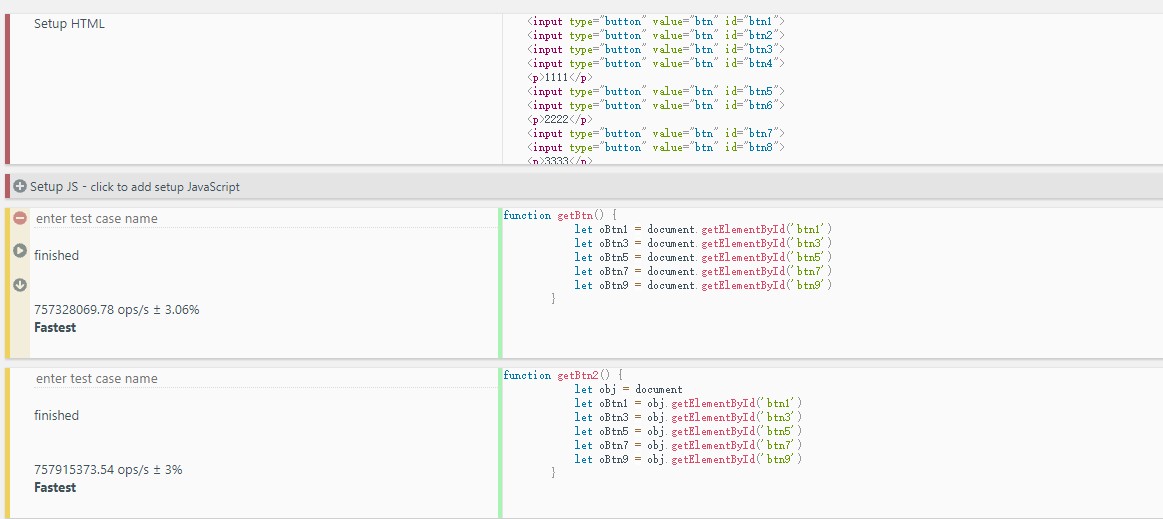 Setup HTML
<input type="button" value="btn" id="btn1">
<input type="button" value="btn" id="btn2">
<input type="button" value="btn" id="btn3">
<input type="button" value="btn" id="btn4">
<p>1111</p>
<input type="button" value="btn" id="btn5">
<input type="button" value="btn" id="btn6">
<p>2222</p>
<input type="button" value="btn" id="btn7">
<input type="button" value="btn" id="btn8">
<p>3333</p>
Setup JS - click to add setup JavaScript
enter test case name
finished
757328069.78 ops/s ± 3.06%
Fastest
function getBtn() {
let oBtn1 = document.getElementById('btn1')
let oBtn3 = document.getElementById('btn3')
let oBtn5 = document.getElementById('btn5')
let oBtn7 = document.getElementById('btn7')
let oBtn9 = document.getElementById('btn9')
}
enter test case name
finished
757915373.54 ops/s ± 3%
Fastest
function getBtn2() {
let obj = document
let oBtn1 = obj.getElementById('btn1')
let oBtn3 = obj.getElementById('btn3')
let oBtn5 = obj.getElementById('btn5')
let oBtn7 = obj.getElementById('btn7')
let oBtn9 = obj.getElementById('btn9')
}